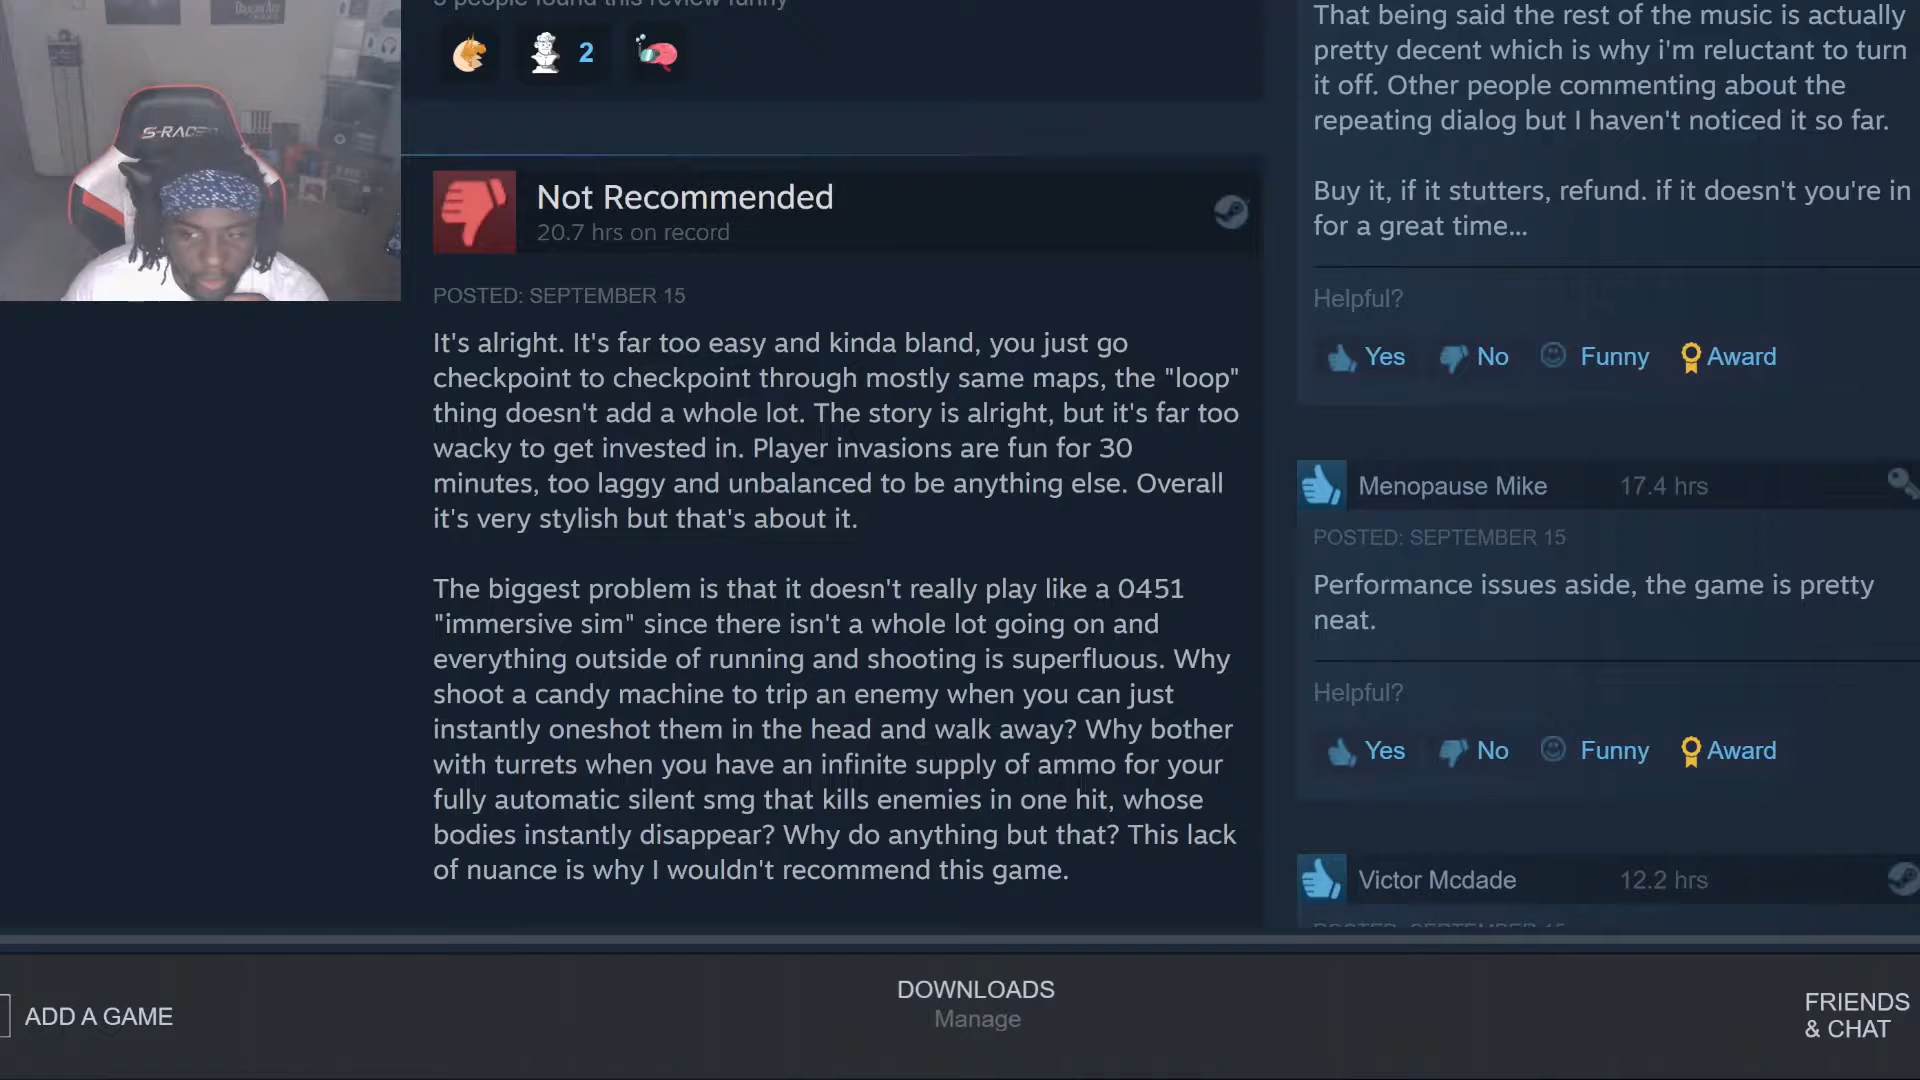 S-RACER
5 people found this review funny
2
Not Recommended
20.7 hrs on record
POSTED: SEPTEMBER 15
It's alright. It's far too easy and kinda bland, you just go
checkpoint to checkpoint through mostly same maps, the "loop"
thing doesn't add a whole lot. The story is alright, but it's far too
wacky to get invested in. Player invasions are fun for 30
minutes, too laggy and unbalanced to be anything else. Overall
it's very stylish but that's about it.
The biggest problem is that it doesn't really play like a 0451
"immersive sim" since there isn't a whole lot going on and
everything outside of running and shooting is superfluous. Why
shoot a candy machine to trip an enemy when you can just
instantly oneshot them in the head and walk away? Why bother
with turrets when you have an infinite supply of ammo for your
fully automatic silent smg that kills enemies in one hit, whose
bodies instantly disappear? Why do anything but that? This lack
of nuance is why I wouldn't recommend this game.
That being said the rest of the music is actually
pretty decent which is why i'm reluctant to turn
it off. Other people commenting about the
repeating dialog but I haven't noticed it so far.
Buy it, if it stutters, refund. if it doesn't you're in
for a great time...
Helpful?
Yes No Funny Award
Menopause Mike 17.4 hrs
POSTED: SEPTEMBER 15
Performance issues aside, the game is pretty
neat.
Helpful?
Yes No Funny Award
Victor Mcdade 12.2 hrs
POSTED: SEPTEMBER 15
ADD A GAME
DOWNLOADS
Manage
FRIENDS
& CHAT